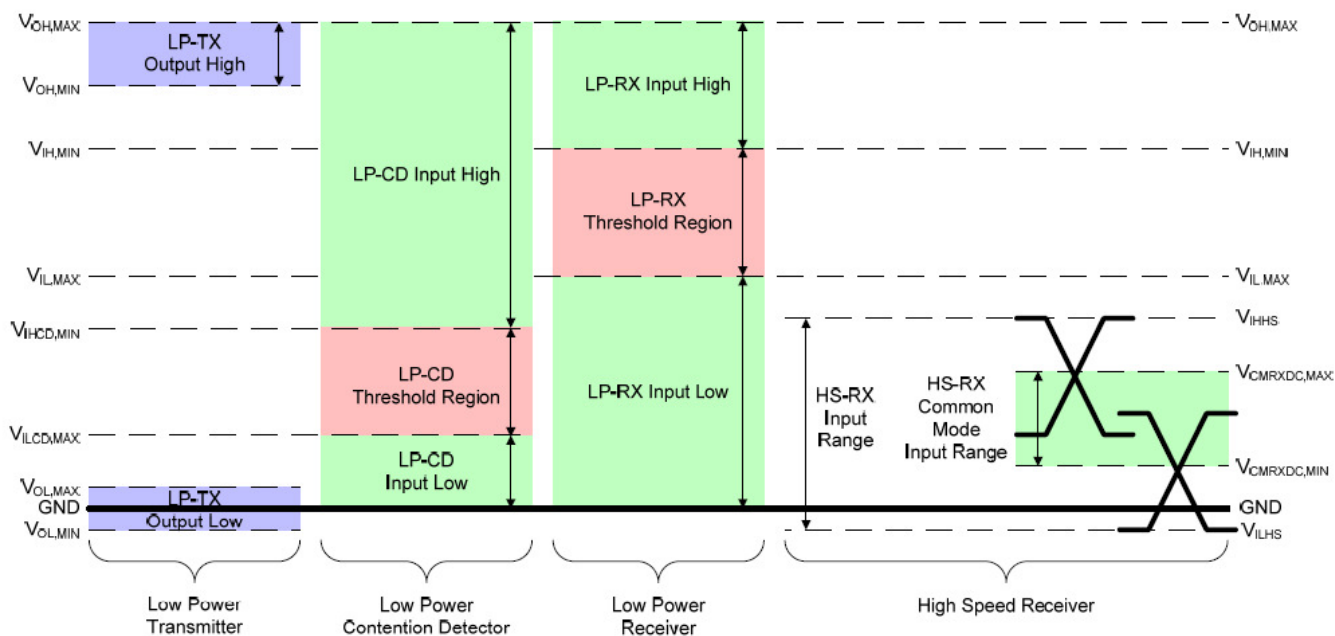 VOH,MAX
LP-TX
Output High
VOH,MIN
VIH,MIN
VIL,MAX
VIHCD,MIN
VILCD,MAX
VOL,MAX
GND
LP-TX
Output Low
VOL,MIN
LP-CD Input High
LP-CD
Threshold Region
LP-CD
Input Low
LP-RX Input High
LP-RX
Threshold Region
LP-RX Input Low
HS-RX
Input
Range
HS-RX
Common
Mode
Input Range
VOH,MAX
VIH,MIN
VIL,MAX
VIHHS
VCMRXDC,MAX
VCMRXDC,MIN
GND
VILHS
Low Power
Transmitter
Low Power
Contention Detector
Low Power
Receiver
High Speed Receiver